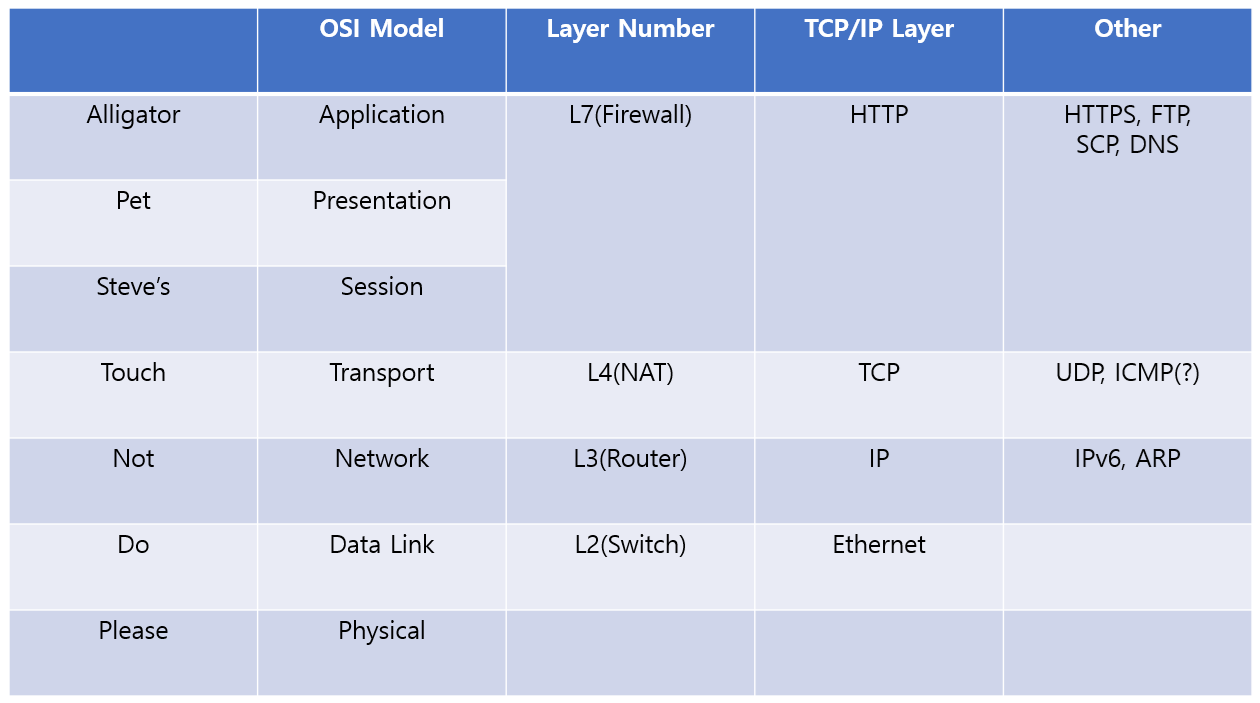 OSI Model Layer Number TCP/IP Layer Other
Alligator Application L7(Firewall) HTTP HTTPS, FTP,
SCP, DNS
Pet Presentation
Steve’s Session
Touch Transport L4(NAT) TCP UDP, ICMP(?)
Not Network L3(Router) IP IPv6, ARP
Do Data Link L2(Switch) Ethernet
Please Physical